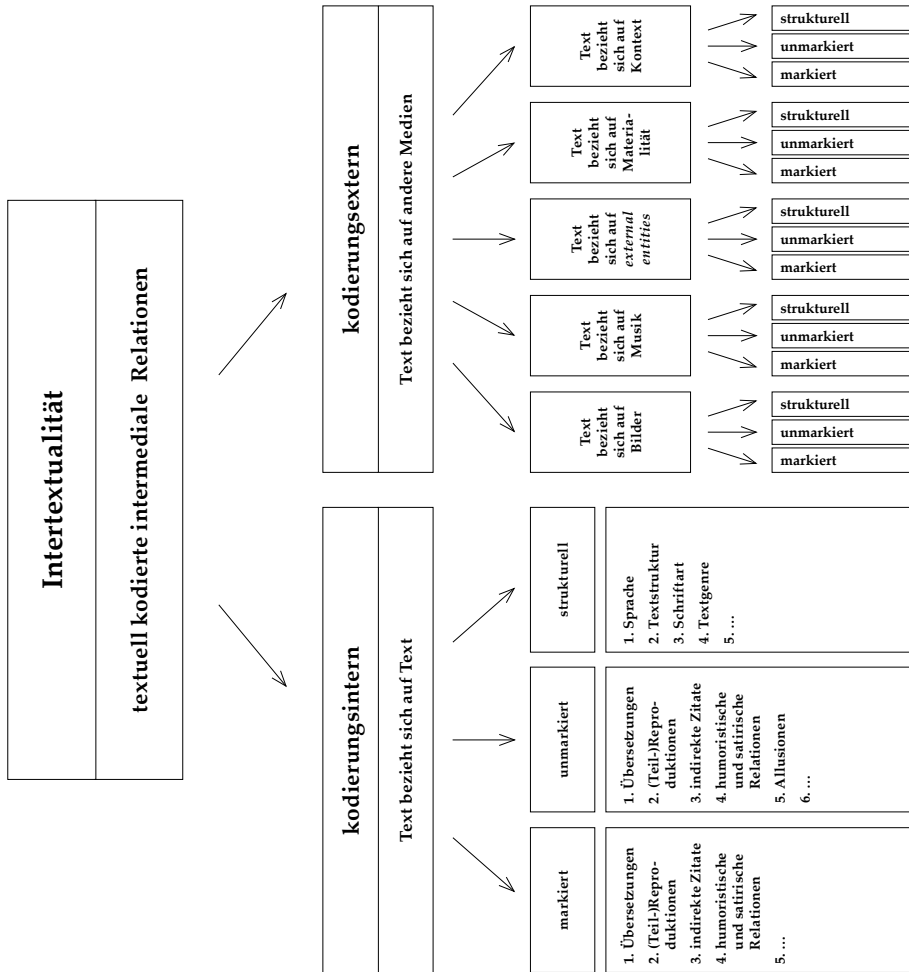 Intertextualität
textuell kodierte intermediale Relationen
kodierungsintern
Text bezieht sich auf Text
kodierungsextern
Text bezieht sich auf andere Medien
markiert
1. Übersetzungen
2. (Teil-)Repro-
duktionen
3. indirekte Zitate
4. humoristische
und satirische
Relationen
5. ...
unmarkiert
1. Übersetzungen
2. (Teil-)Repro-
duktionen
3. indirekte Zitate
4. humoristische
und satirische
Relationen
5. Allusionen
6. ...
strukturell
1. Sprache
2. Textstruktur
3. Schriftart
4. Textgenre
5. ...
Text
bezieht
sich auf
Bilder
markiert
unmarkiert
strukturell
Text
bezieht
sich auf
Musik
markiert
unmarkiert
strukturell
Text
bezieht
sich auf
external
entities
markiert
unmarkiert
strukturell
Text
bezieht
sich auf
Materia-
lität
markiert
unmarkiert
strukturell
Text
bezieht
sich auf
Kontext
markiert
unmarkiert
strukturell